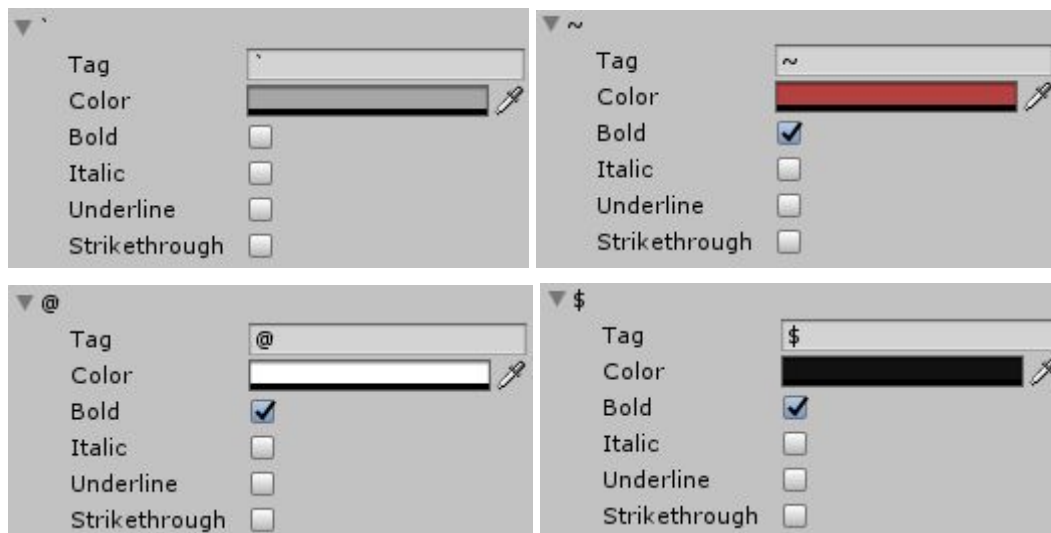 `
Tag `
Color
Bold
Italic
Underline
Strikethrough
~
Tag ~
Color
Bold
Italic
Underline
Strikethrough
@
Tag @
Color
Bold
Italic
Underline
Strikethrough
$
Tag $
Color
Bold
Italic
Underline
Strikethrough